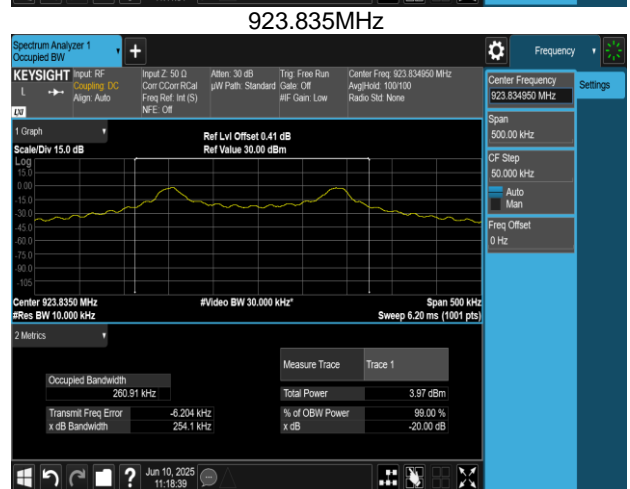 923.835MHz
Spectrum Analyzer 1
Occupied BW
Frequency
KEYSIGHT Input: RF Input Z: 50 Ω Atten: 30 dB Trig: Free Run Center Freq: 923.834950 MHz
L Coupling: DC Corr CCorr RCal µW Path: Standard Gate: Off Avg|Hold: 100/100
Align: Auto Freq Ref: Int (S) #IF Gain: Low Radio Std: None
NFE: Off
LXI
Center Frequency
923.834950 MHz
Settings
Span
500.00 kHz
CF Step
50.000 kHz
Auto
Man
Freq Offset
0 Hz
1 Graph
Ref Lvl Offset 0.41 dB
Scale/Div 15.0 dB Ref Value 30.00 dBm
Log
15.0
0.00
-15.0
-30.0
-45.0
-60.0
-75.0
-90.0
-105
Center 923.8350 MHz #Video BW 30.000 kHz* Span 500 kHz
#Res BW 10.000 kHz Sweep 6.20 ms (1001 pts)
2 Metrics
Measure Trace Trace 1
Occupied Bandwidth
260.91 kHz
Total Power 3.97 dBm
Transmit Freq Error -6.204 kHz % of OBW Power 99.00 %
x dB Bandwidth 254.1 kHz x dB -20.00 dB
? Jun 10, 2025
11:18:39